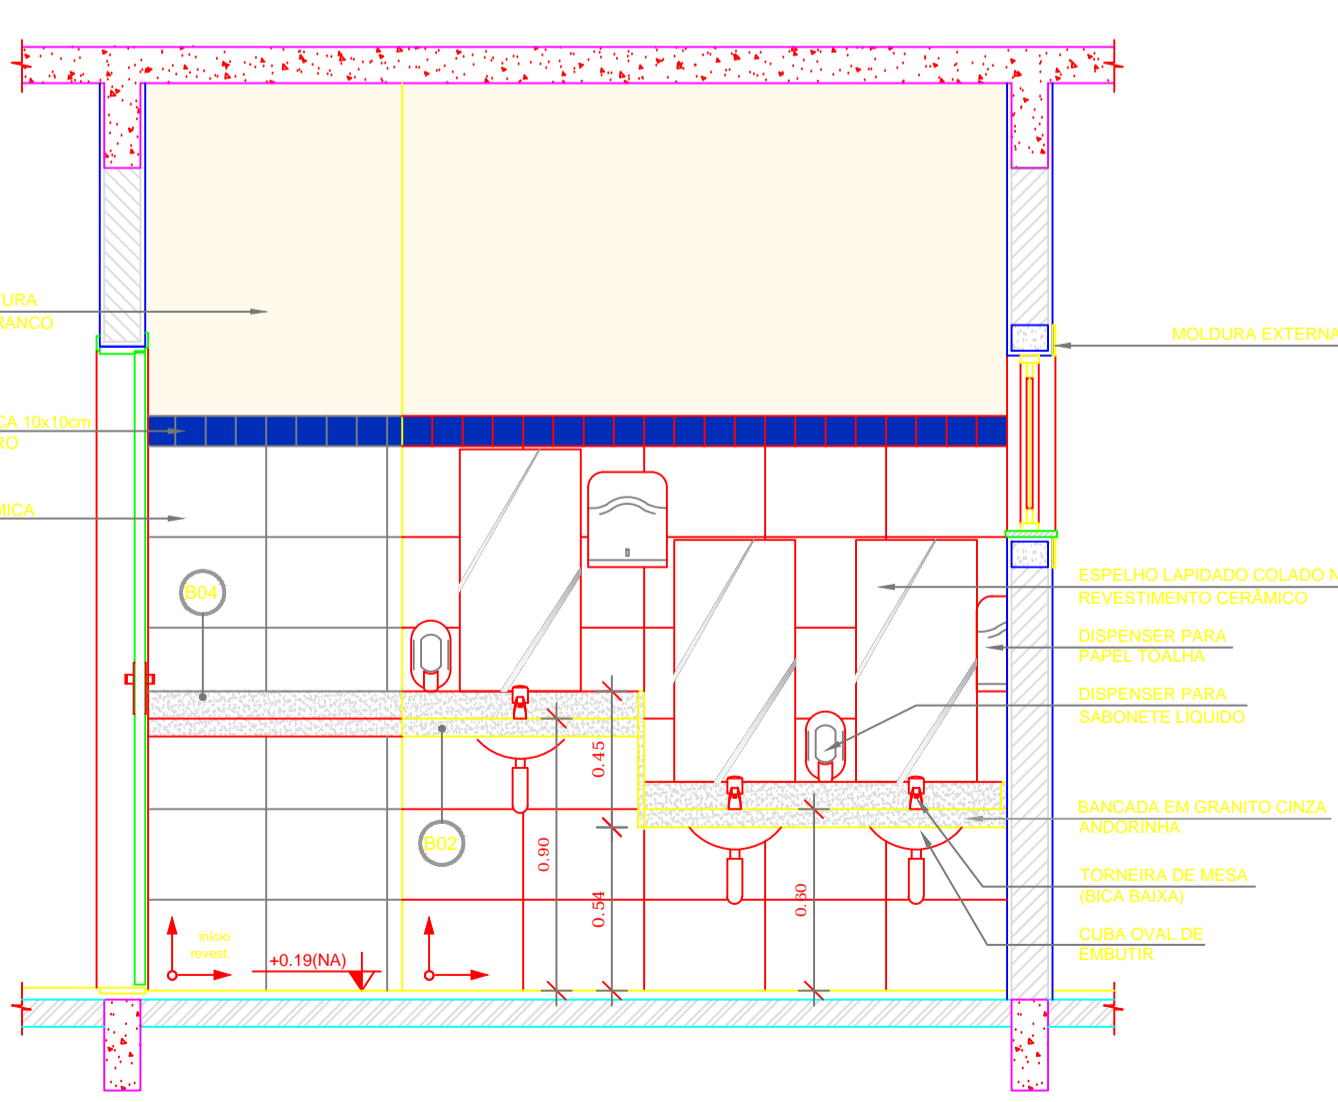 TURA
RANCO
MOLDURA EXTERNA
CA 10x10cm
RO
MICA
B04
ESPELHO LAPIDADO COLADO N
REVESTIMENTO CERÂMICO
DISPENSER PARA
PAPEL TOALHA
DISPENSER PARA
SABONETE LÍQUIDO
0.45
B02
0.90
0.54
0.60
BANCADA EM GRANITO CINZA
ANDORINHA
TORNEIRA DE MESA
(BICA BAIXA)
CUBA OVAL DE
EMBUTIR
início
revest.
+0.19(NA)